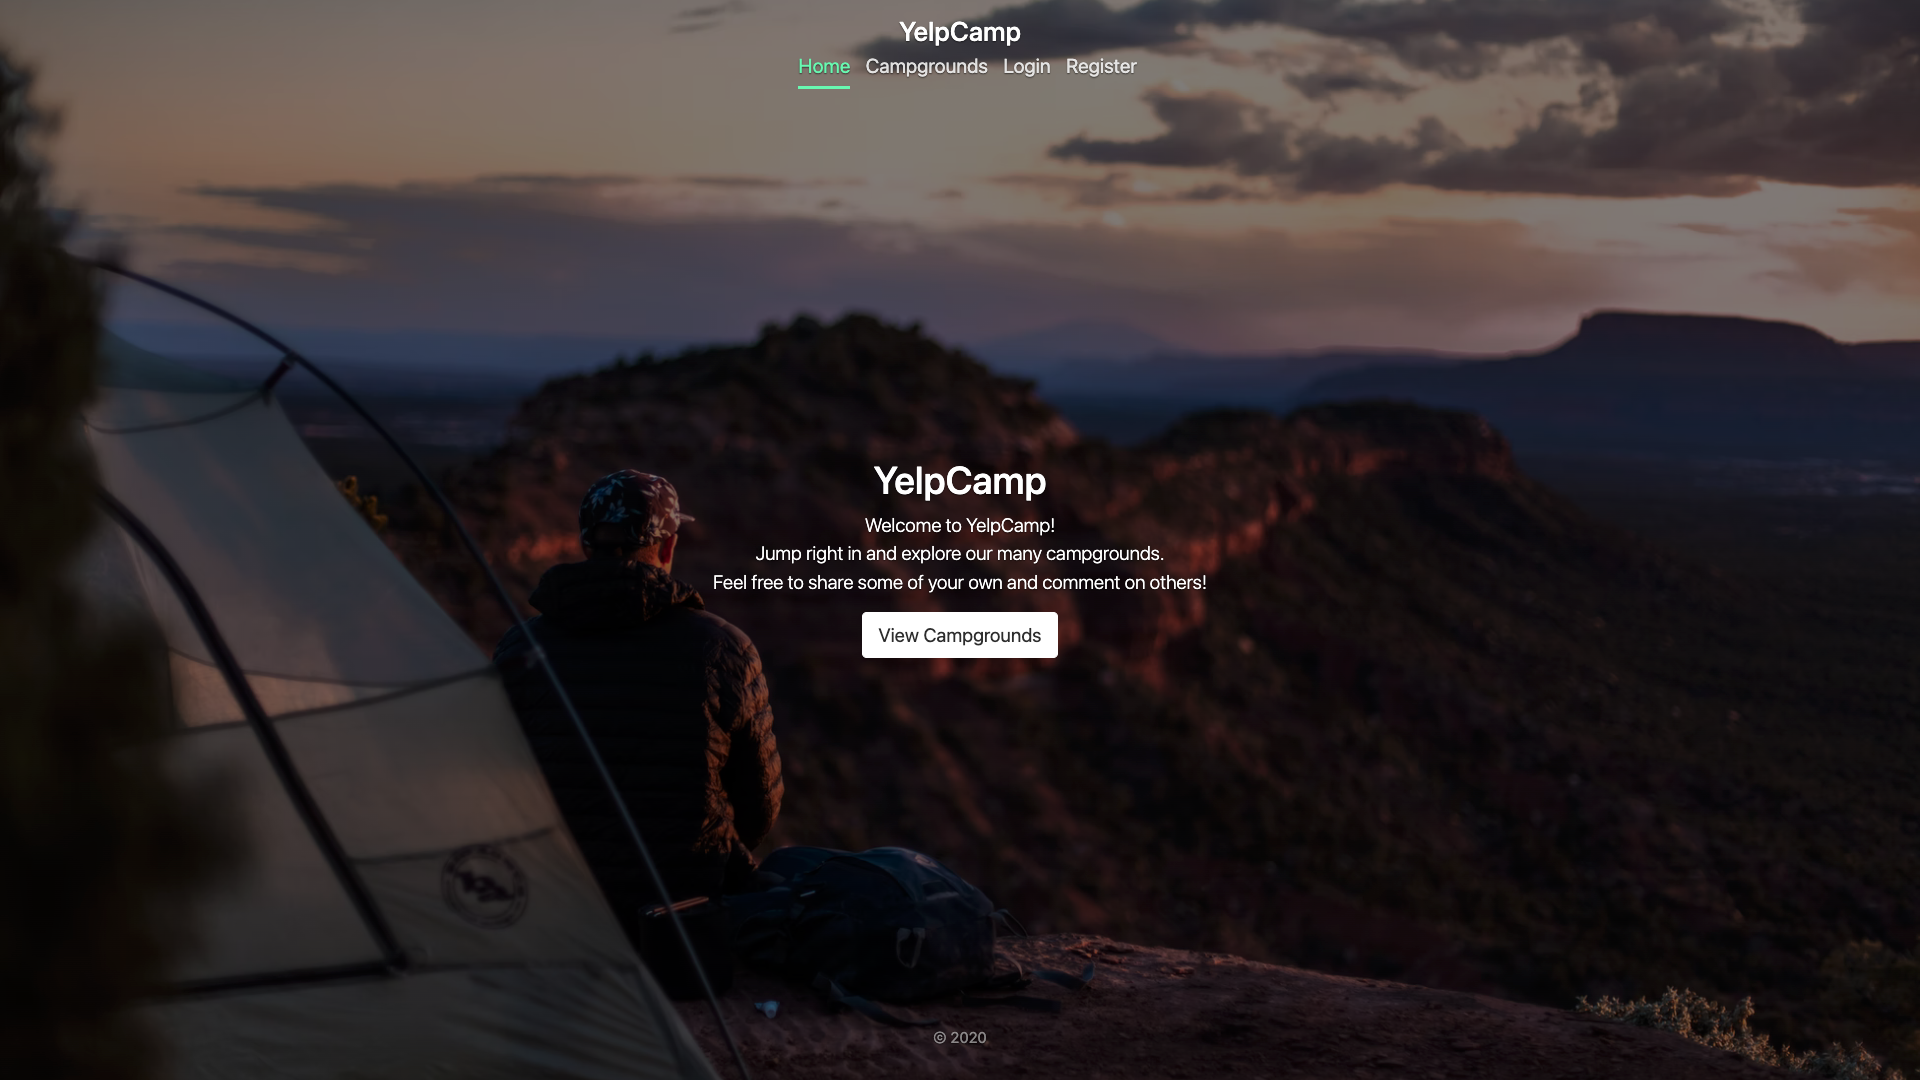 YelpCamp
Home Campgrounds Login Register
YelpCamp
Welcome to YelpCamp!
Jump right in and explore our many campgrounds.
Feel free to share some of your own and comment on others!
View Campgrounds
© 2020